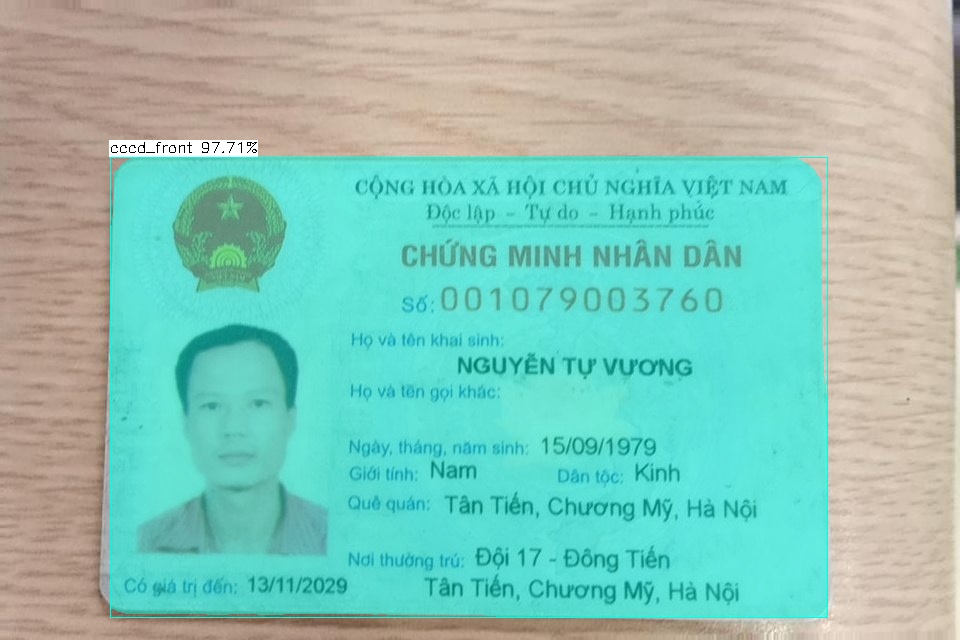 cccd_front 97.71%
CỘNG HÒA XÃ HỘI CHỦ NGHĨA VIỆT NAM
Độc lập - Tự do - Hạnh phúc
CHỨNG MINH NHÂN DÂN
Số: 001079003760
Họ và tên khai sinh:
NGUYỄN TỰ VƯƠNG
Họ và tên gọi khác:
Ngày, tháng, năm sinh: 15/09/1979
Giới tính: Nam Dân tộc: Kinh
Quê quán: Tân Tiến, Chương Mỹ, Hà Nội
Nơi thường trú: Đội 17 - Đông Tiến
Tân Tiến, Chương Mỹ, Hà Nội
Có giá trị đến: 13/11/2029